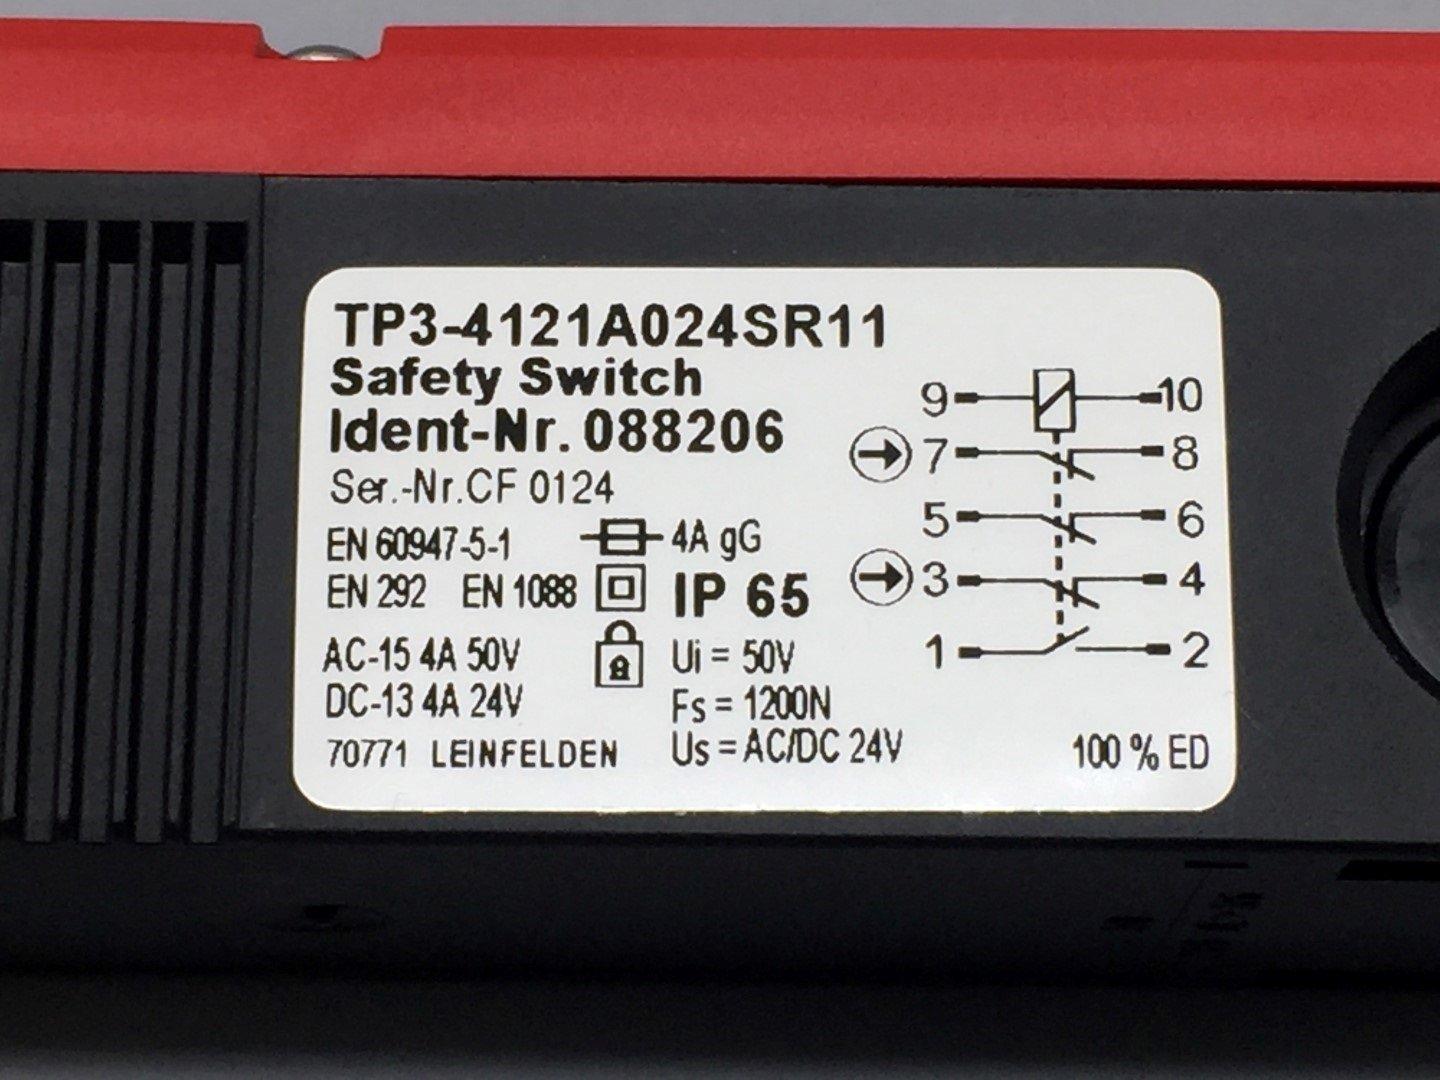 TP3-4121A024SR11
Safety Switch
Ident-Nr. 088206
Ser.-Nr.CF 0124
EN 60947-5-1 4A gG
EN 292 EN 1088 IP 65
AC-15 4A 50V Ui = 50V
DC-13 4A 24V Fs = 1200N
70771 LEINFELDEN Us = AC/DC 24V
9 10
7 8
5 6
3 4
1 2
100 % ED